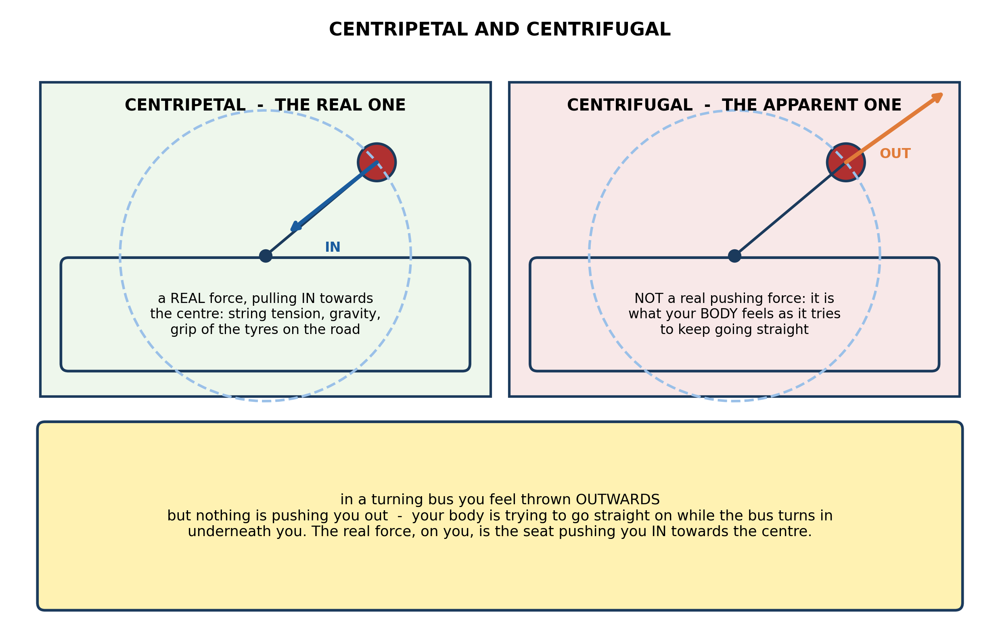 CENTRIPETAL AND CENTRIFUGAL
CENTRIPETAL - THE REAL ONE
IN
a REAL force, pulling IN towards
the centre: string tension, gravity,
grip of the tyres on the road
CENTRIFUGAL - THE APPARENT ONE
OUT
NOT a real pushing force: it is
what your BODY feels as it tries
to keep going straight
in a turning bus you feel thrown OUTWARDS
but nothing is pushing you out - your body is trying to go straight on while the bus turns in
underneath you. The real force, on you, is the seat pushing you IN towards the centre.